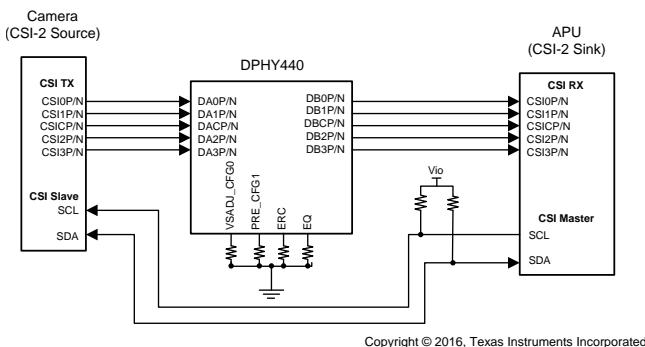 Camera
(CSI-2 Source)
CSI TX
CSI0P/N
CSI1P/N
CSICP/N
CSI2P/N
CSI3P/N
CSI Slave
SCL
SDA
DPHY440
DA0P/N
DA1P/N
DACP/N
DA2P/N
DA3P/N
DB0P/N
DB1P/N
DBCP/N
DB2P/N
DB3P/N
VSADJ_CFG0
PRE_CFG1
ERC
EQ
APU
(CSI-2 Sink)
CSI RX
CSI0P/N
CSI1P/N
CSICP/N
CSI2P/N
CSI3P/N
Vio
CSI Master
SCL
SDA
Copyright © 2016, Texas Instruments Incorporated